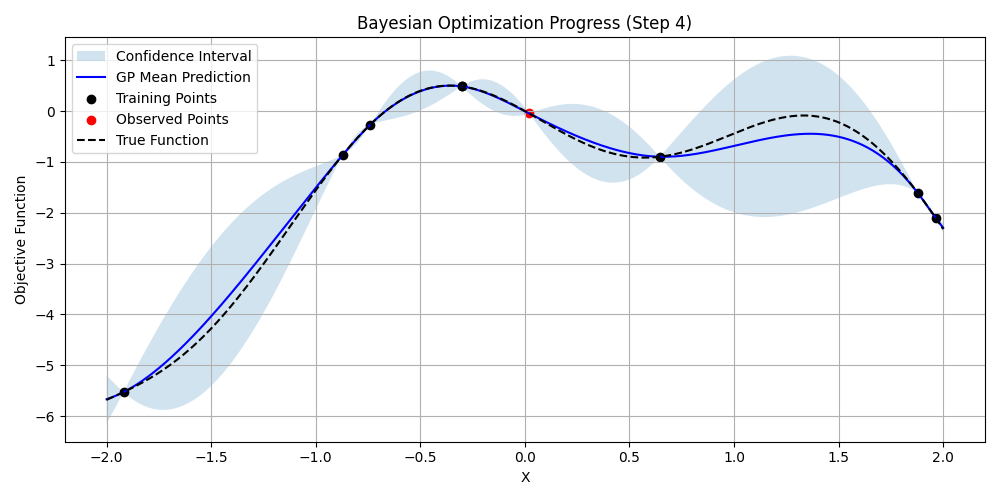 Bayesian Optimization Progress (Step 4)
Confidence Interval
GP Mean Prediction
Training Points
Observed Points
True Function
Objective Function
1
0
−1
−2
−3
−4
−5
−6
−2.0 −1.5 −1.0 −0.5 0.0 0.5 1.0 1.5 2.0
X